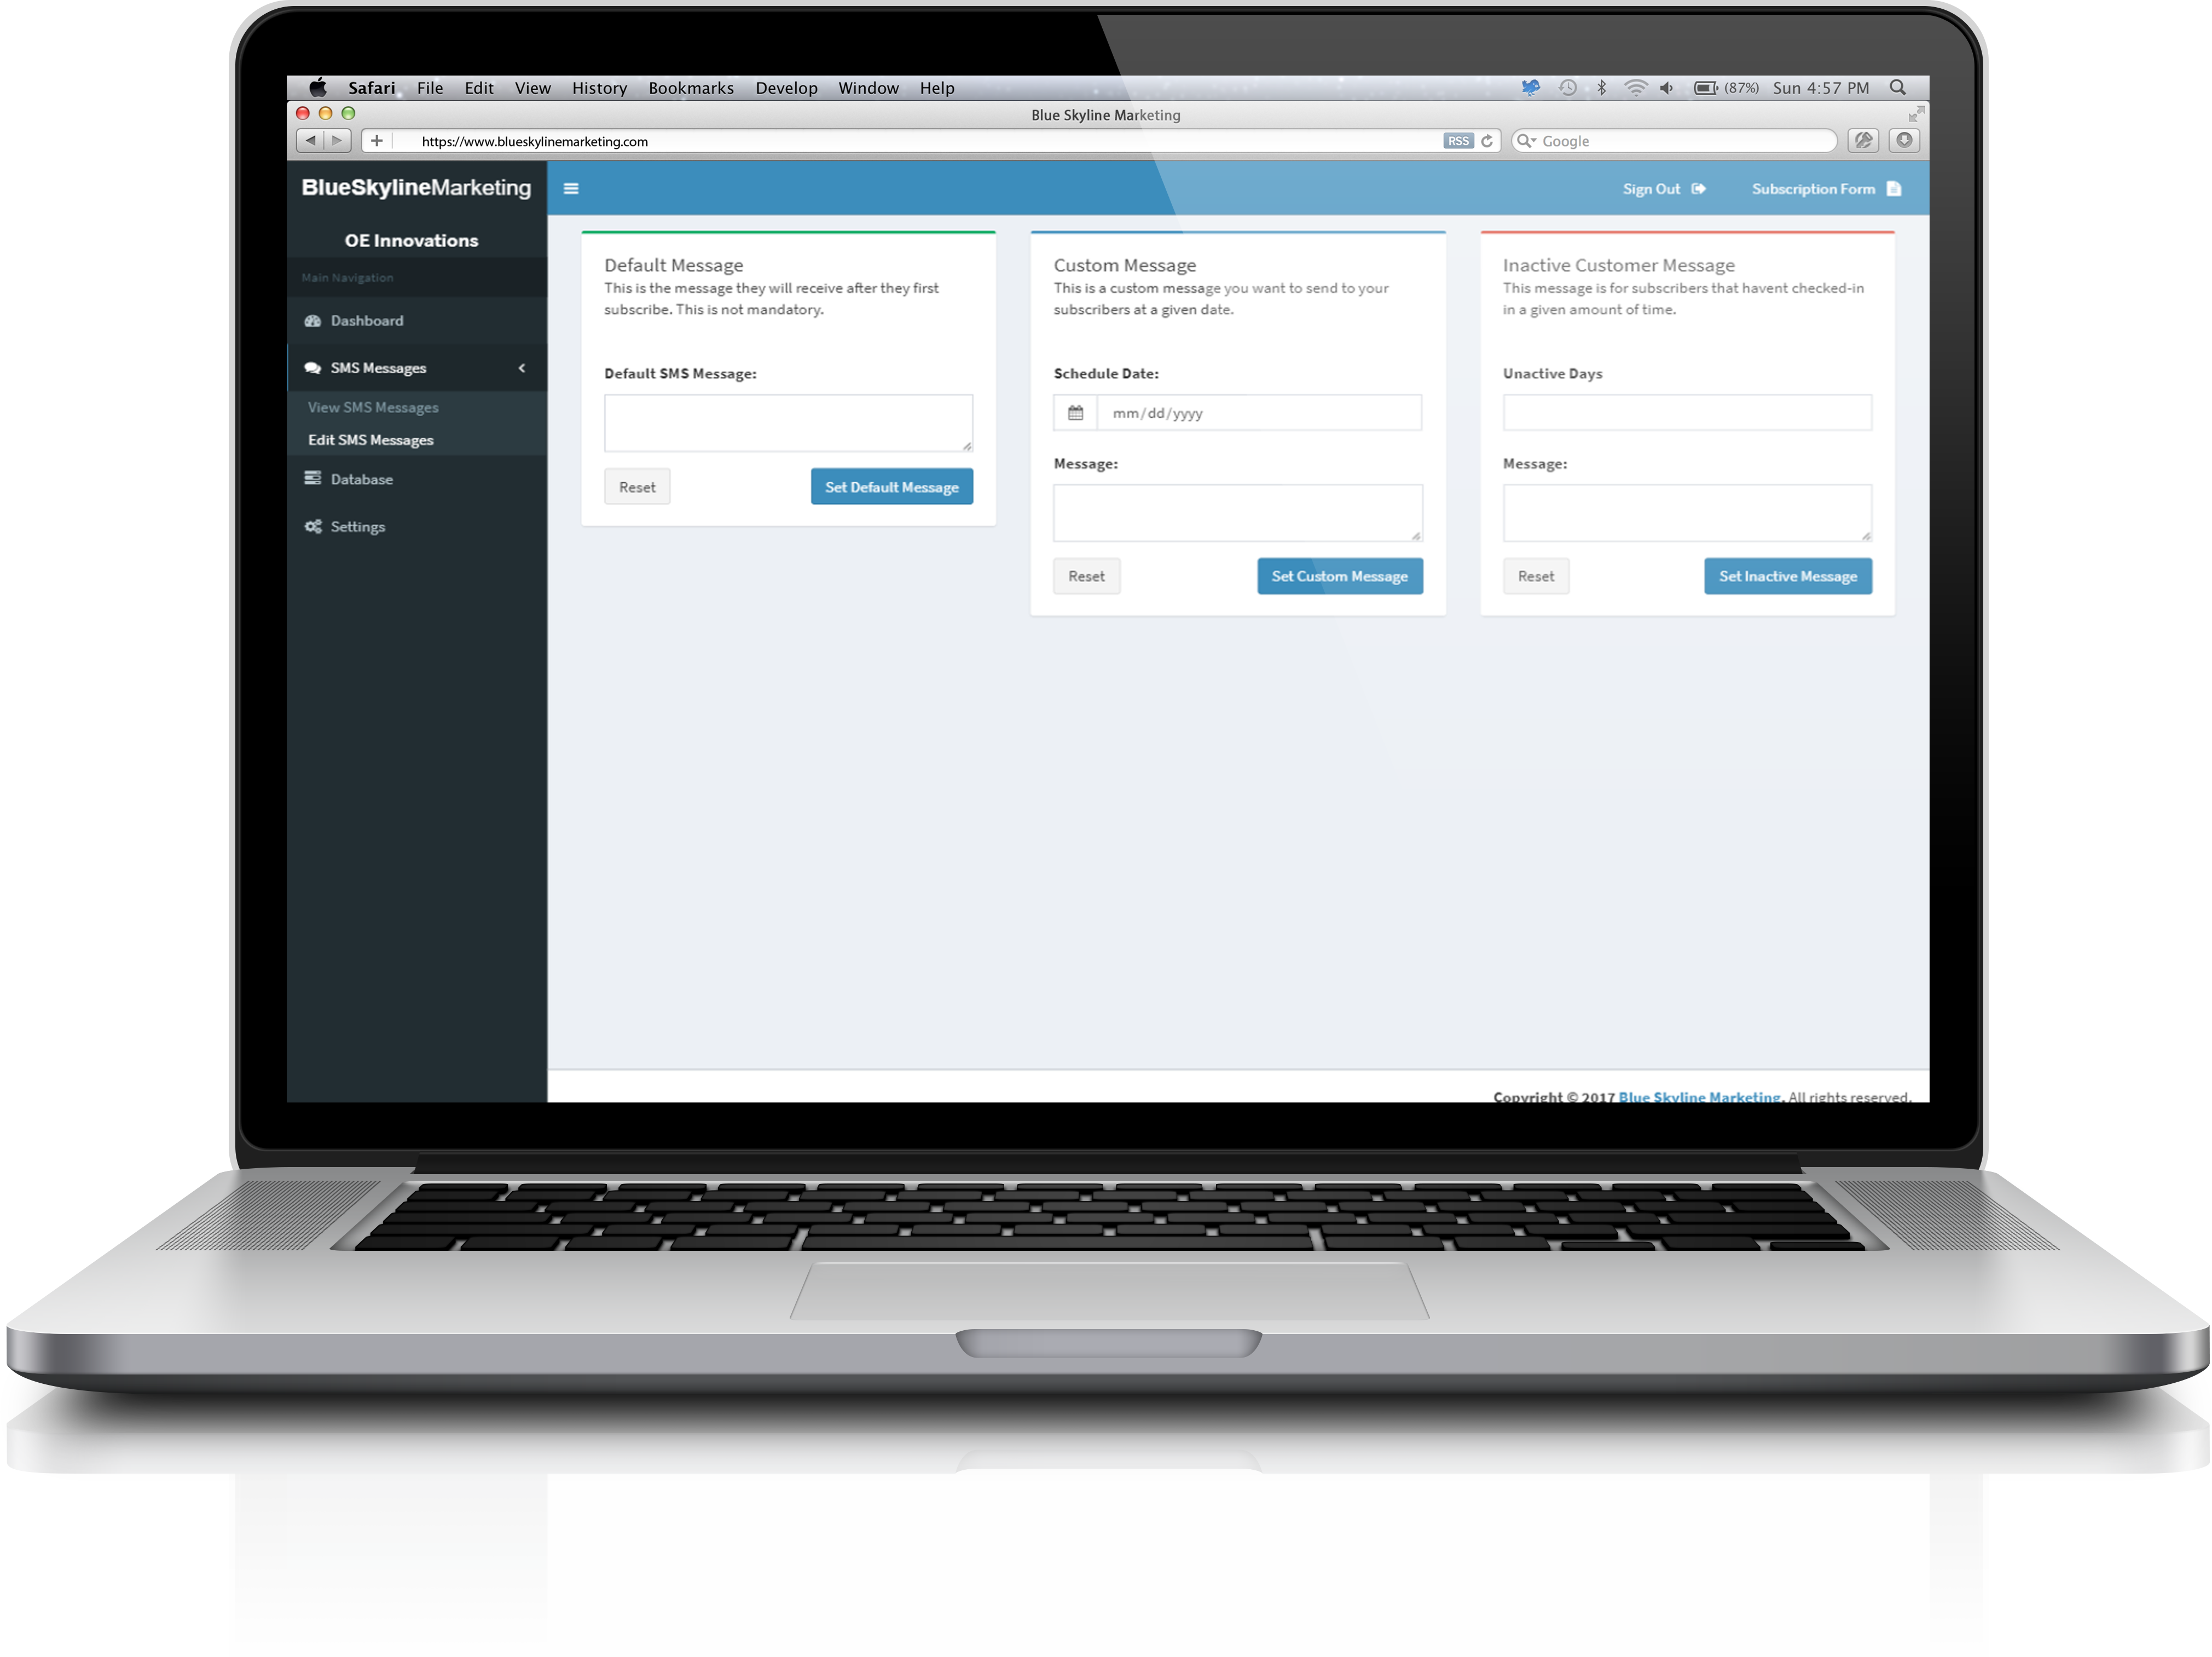 Safari File Edit View History Bookmarks Develop Window Help (87%) Sun 4:57 PM
Blue Skyline Marketing
https://www.blueskylinemarketing.com RSS Google
BlueSkylineMarketing
Sign Out Subscription Form
OE Innovations
Main Navigation
Dashboard
SMS Messages
View SMS Messages
Edit SMS Messages
Database
Settings
Default Message
This is the message they will receive after they first
subscribe. This is not mandatory.
Default SMS Message:
Reset Set Default Message
Custom Message
This is a custom message you want to send to your
subscribers at a given date.
Schedule Date:
mm/dd/yyyy
Message:
Reset Set Custom Message
Inactive Customer Message
This message is for subscribers that havent checked-in
in a given amount of time.
Unactive Days
Message:
Reset Set Inactive Message
Copyright © 2017 Blue Skyline Marketing. All rights reserved.